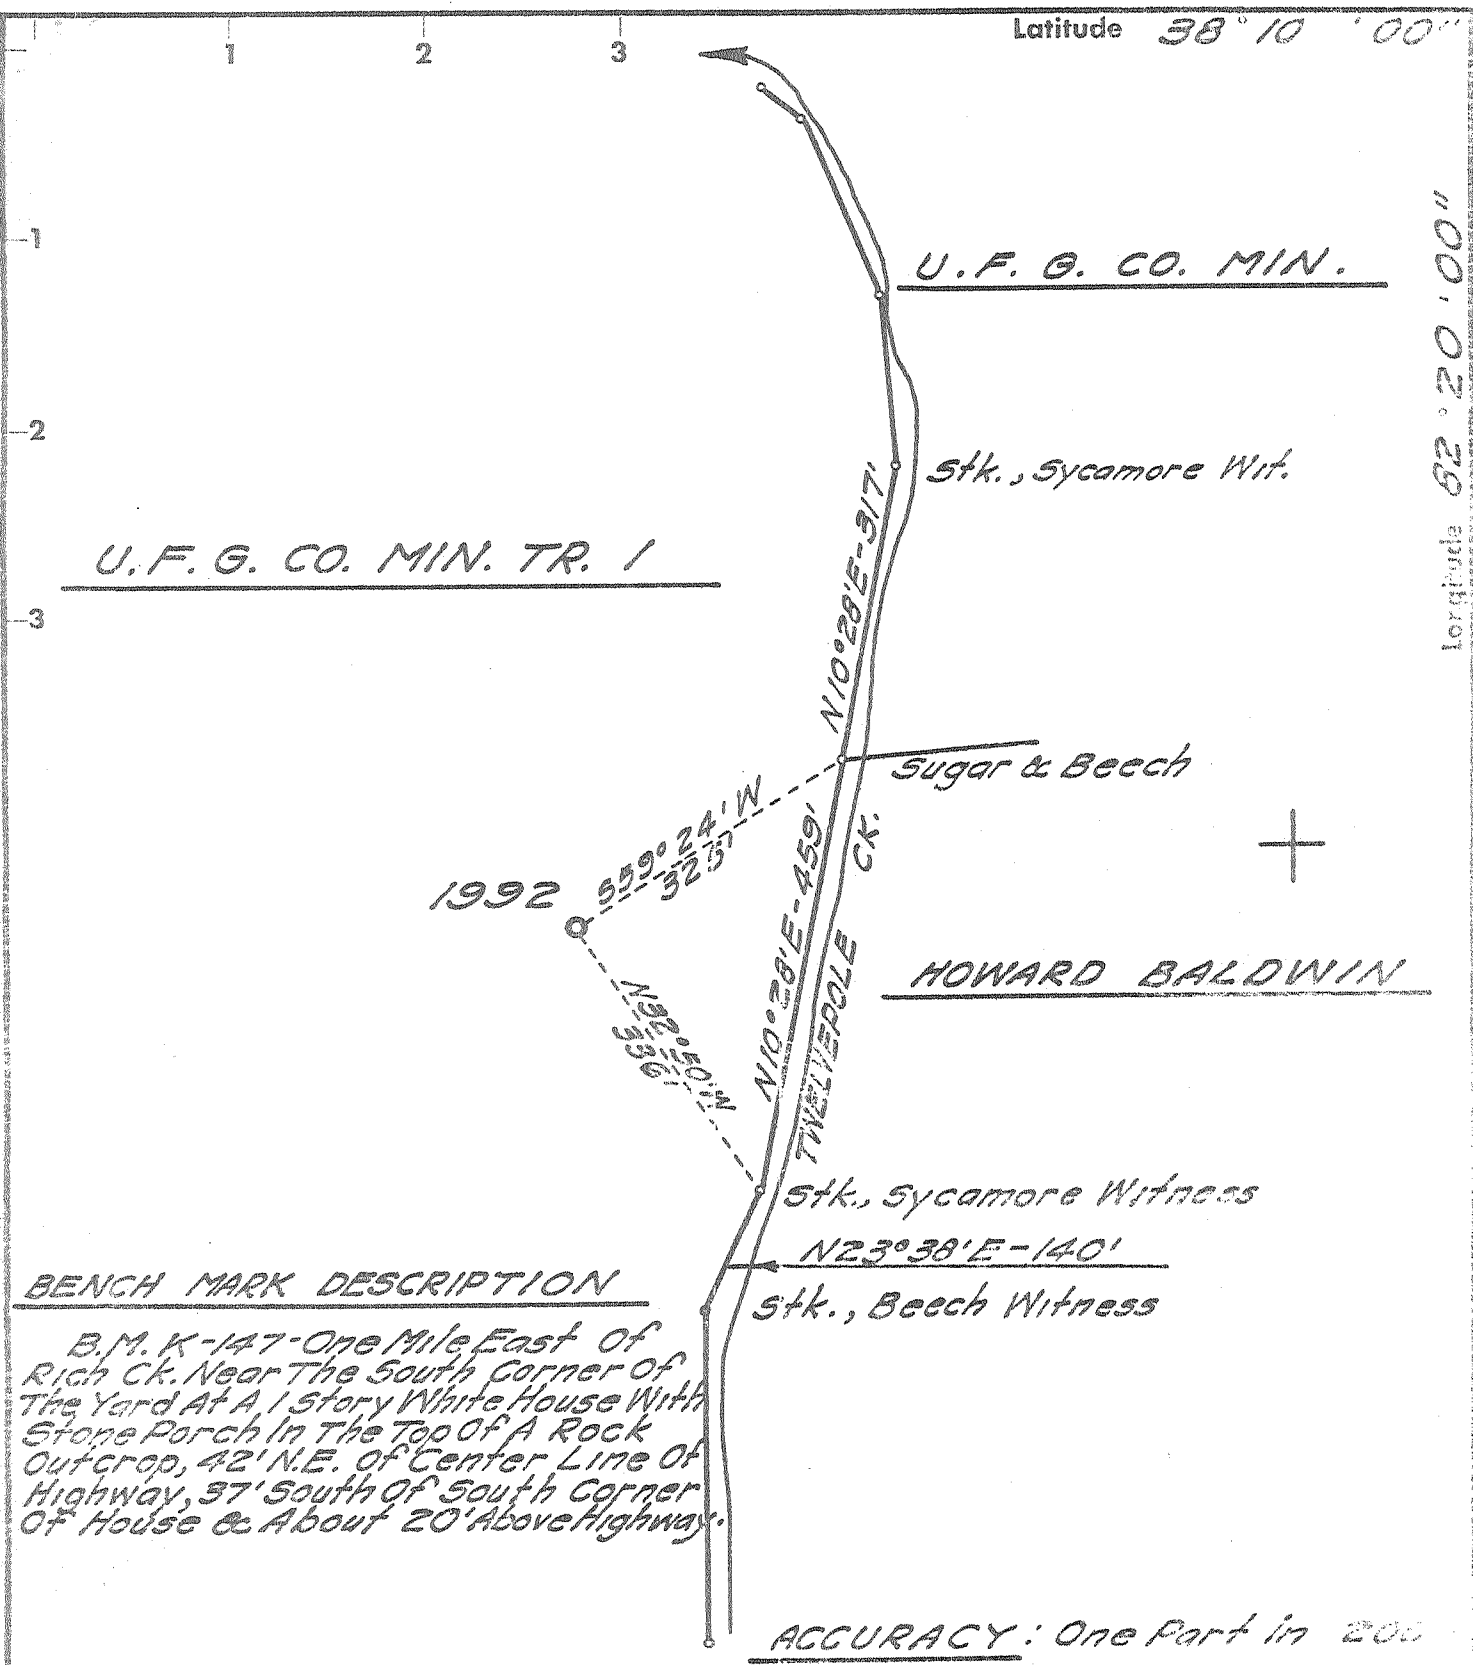 Latitude 38°10'00"
1 2 3
1
2
3
Longitude 82°20'00"
U.F.G. CO. MIN.
Stk., Sycamore Wit.
U.F.G. CO. MIN. TR. 1
N10°28'E-317'
Sugar & Beech
S59°24'W
325'
1992
N10°28'E-459'
TWELVEPOLE CK.
HOWARD BALDWIN
N32°50'W
336'
Stk., Sycamore Witness
N23°38'E-140'
Stk., Beech Witness
BENCH MARK DESCRIPTION
B.M. K-147-One Mile East Of
Rich Ck. Near The South Corner Of
The Yard At A 1 Story White House With
Stone Porch In The Top Of A Rock
Outcrop, 42' N.E. Of Center Line Of
Highway, 37' South Of South Corner
Of House & About 20' Above Highway.
ACCURACY: One Part in 200